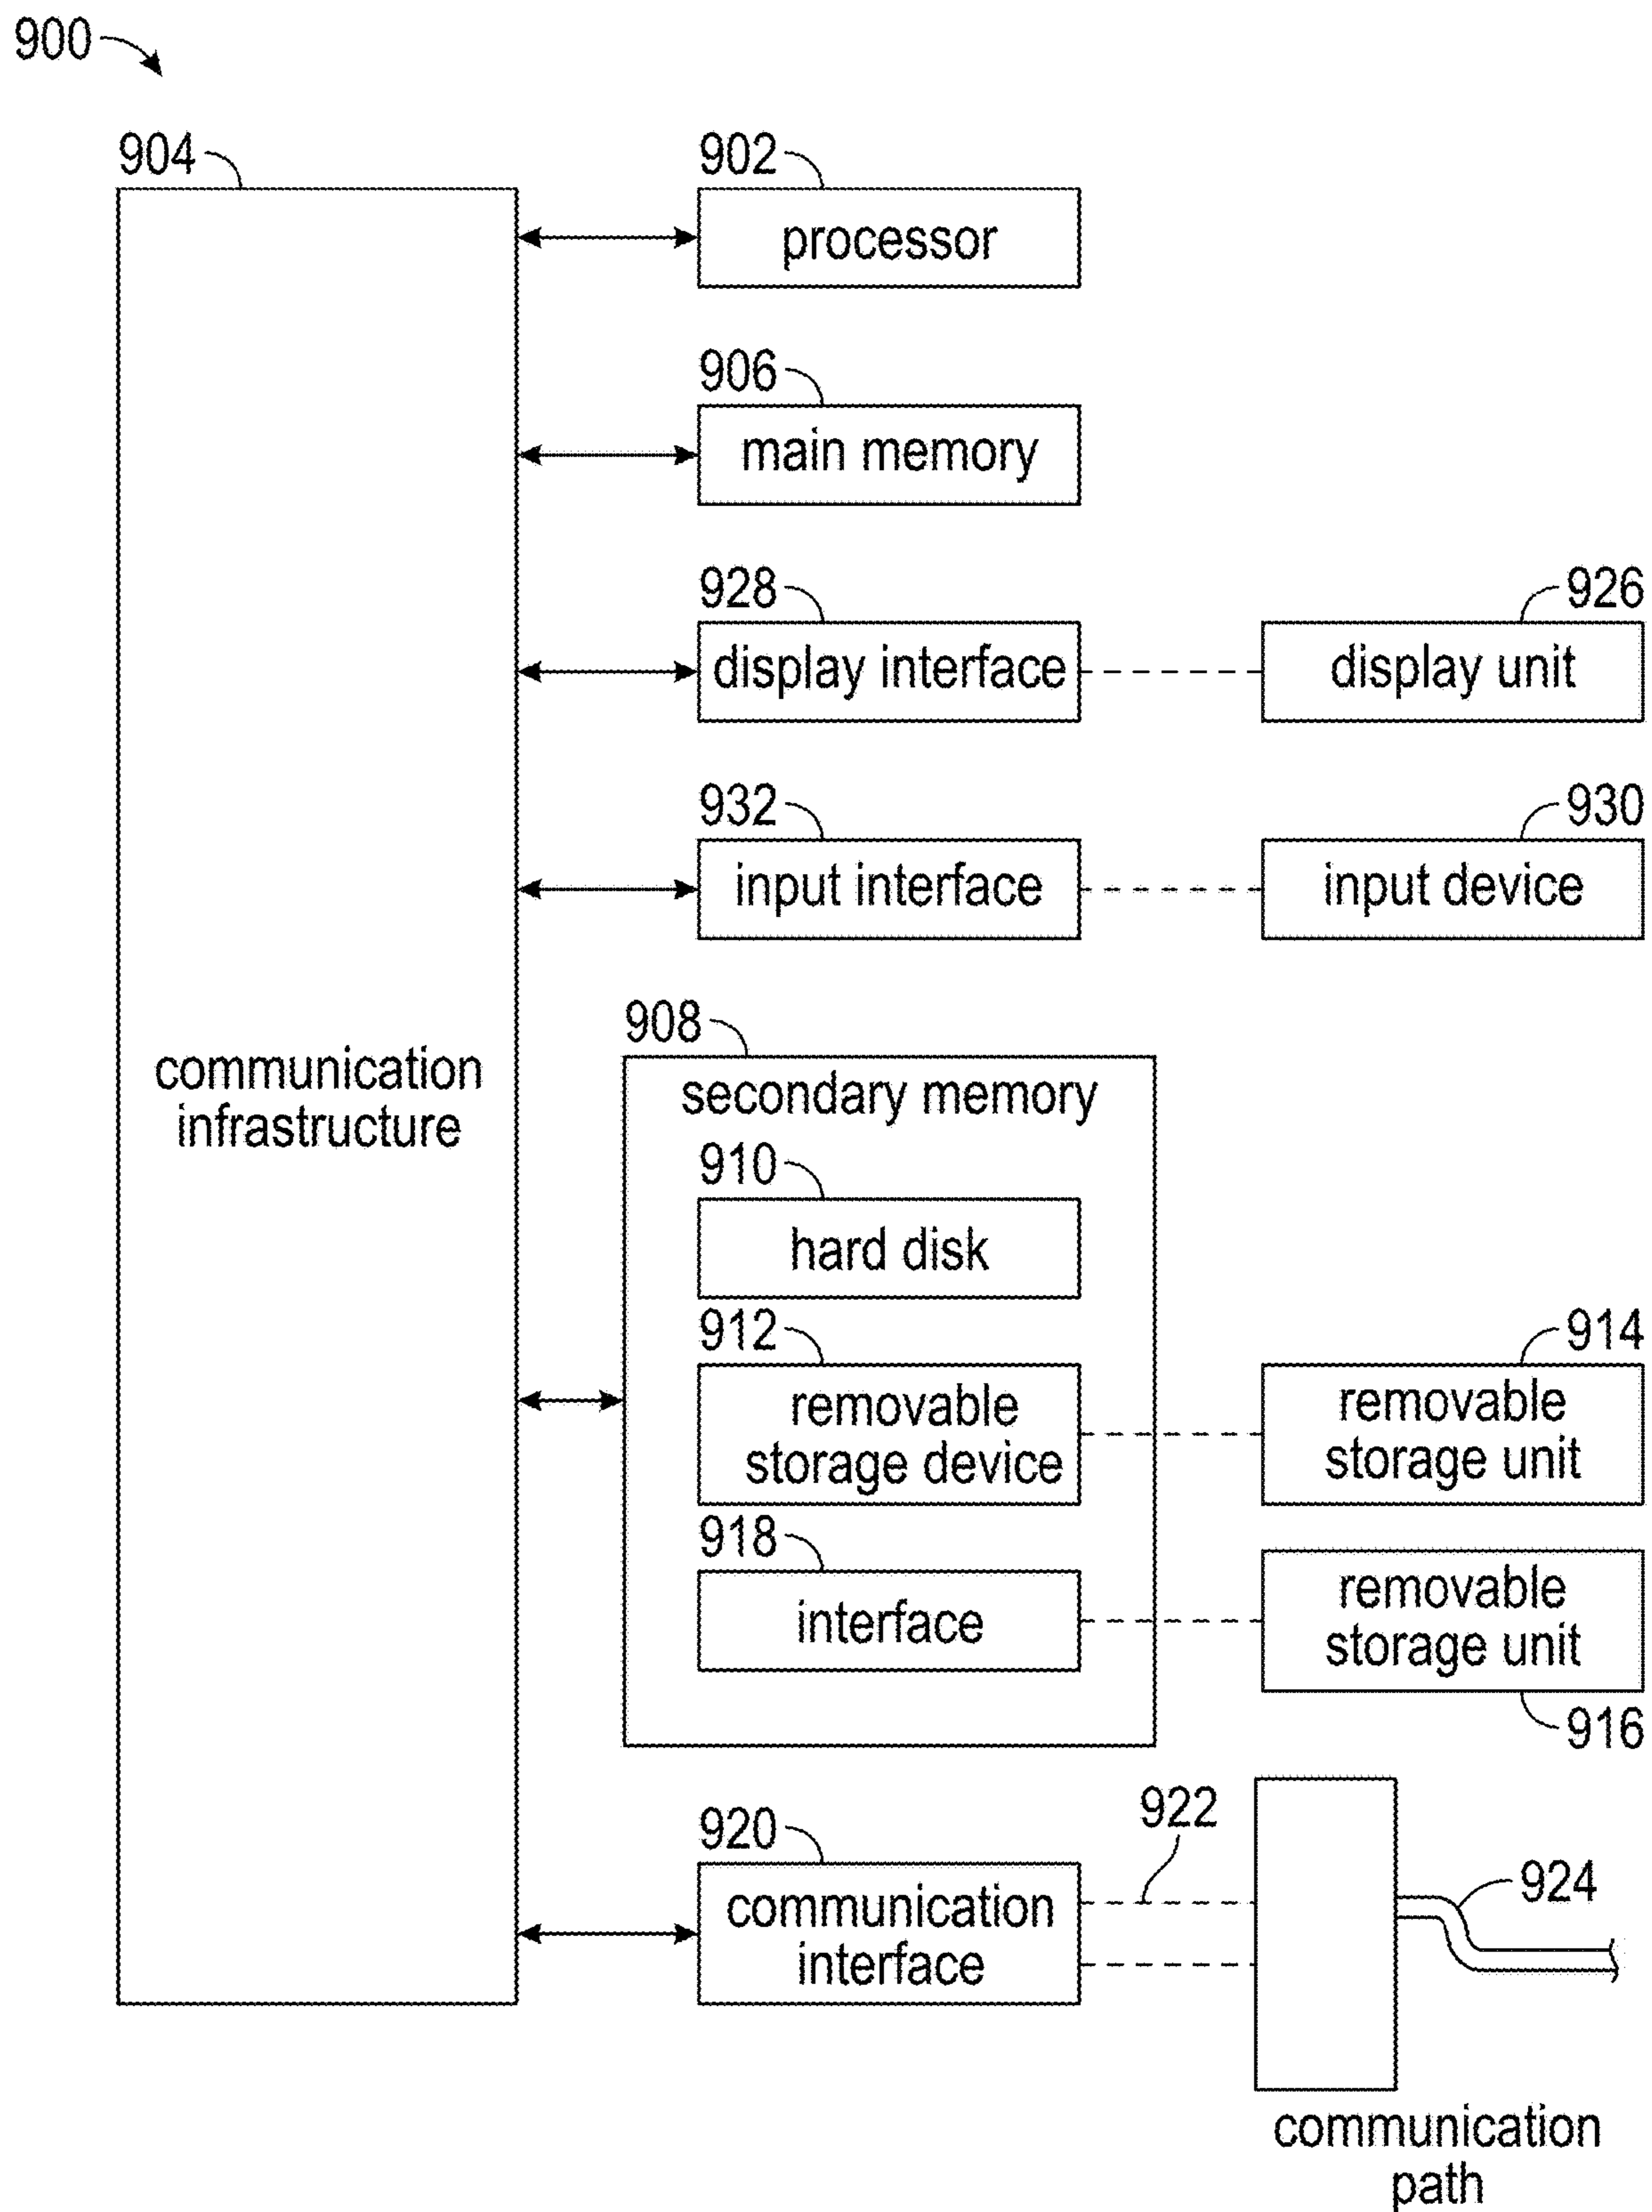 900
904
902
processor
906
main memory
928
926
display interface
display unit
932
930
input interface
input device
communication
infrastructure
908
secondary memory
910
hard disk
912
removable
storage device
914
removable
storage unit
918
interface
removable
storage unit
916
920
communication
interface
922
924
communication
path